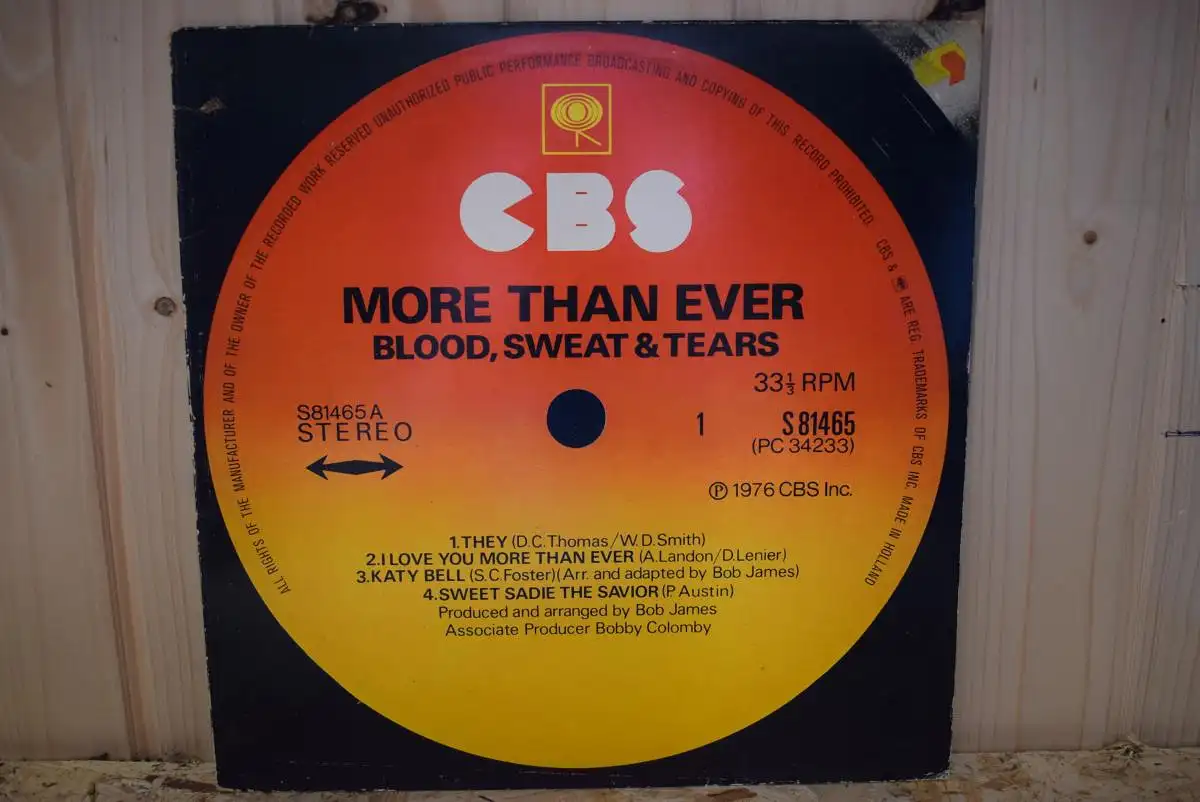 ALL RIGHTS OF THE MANUFACTURER AND OF THE OWNER OF THE RECORDED WORK RESERVED UNAUTHORIZED PUBLIC PERFORMANCE BROADCASTING AND COPYING OF THIS RECORD PROHIBITED. CBS & ARE REG. TRADEMARKS OF CBS INC. MADE IN HOLLAND
CBS
MORE THAN EVER
BLOOD, SWEAT & TEARS
33⅓ RPM
S81465 A
STEREO
1 S 81465
(PC 34233)
℗ 1976 CBS Inc.
1.THEY (D.C.Thomas/W.D.Smith)
2.I LOVE YOU MORE THAN EVER (A.Landon/D.Lenier)
3.KATY BELL (S.C.Foster)(Arr. and adapted by Bob James)
4.SWEET SADIE THE SAVIOR (P.Austin)
Produced and arranged by Bob James
Associate Producer Bobby Colomby